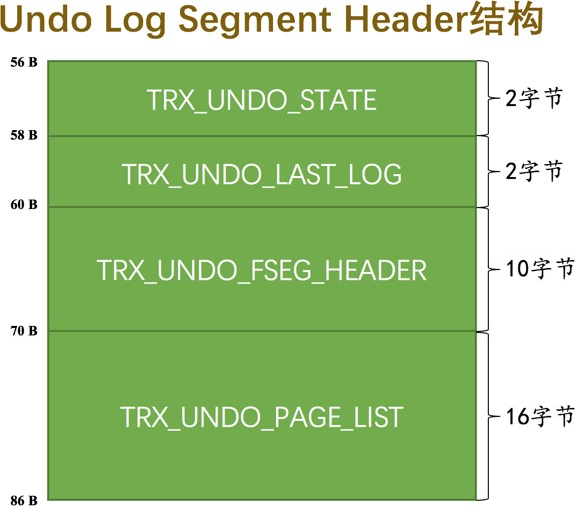 Undo Log Segment Header结构
56 B
TRX_UNDO_STATE
2字节
58 B
TRX_UNDO_LAST_LOG
2字节
60 B
TRX_UNDO_FSEG_HEADER
10字节
70 B
TRX_UNDO_PAGE_LIST
16字节
86 B